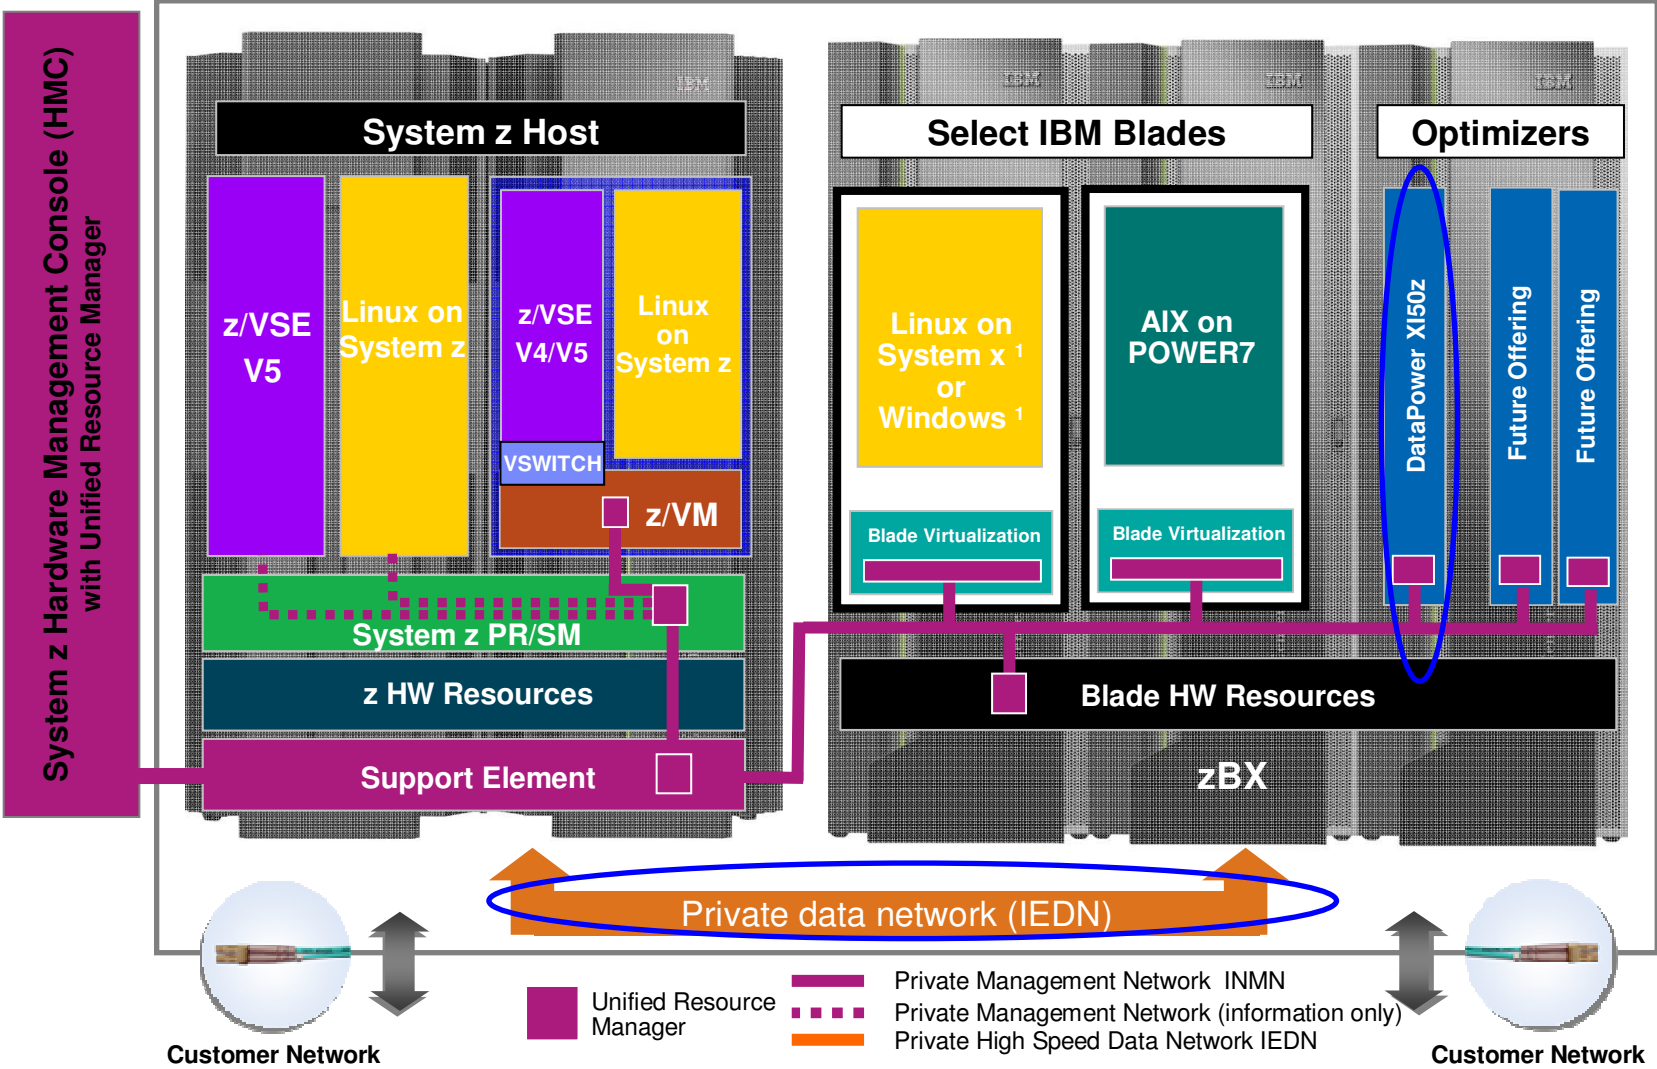 System z Hardware Management Console (HMC)
with Unified Resource Manager
IBM
IBM
IBM
IBM
System z Host
Select IBM Blades
Optimizers
z/VSE
V5
Linux on
System z
z/VSE
V4/V5
Linux
on
System z
VSWITCH
z/VM
Linux on
System x ¹
or
Windows ¹
AIX on
POWER7
DataPower XI50z
Future Offering
Future Offering
Blade Virtualization
Blade Virtualization
System z PR/SM
z HW Resources
Blade HW Resources
Support Element
zBX
Private data network (IEDN)
Unified Resource
Manager
Private Management Network INMN
Private Management Network (information only)
Private High Speed Data Network IEDN
Customer Network
Customer Network